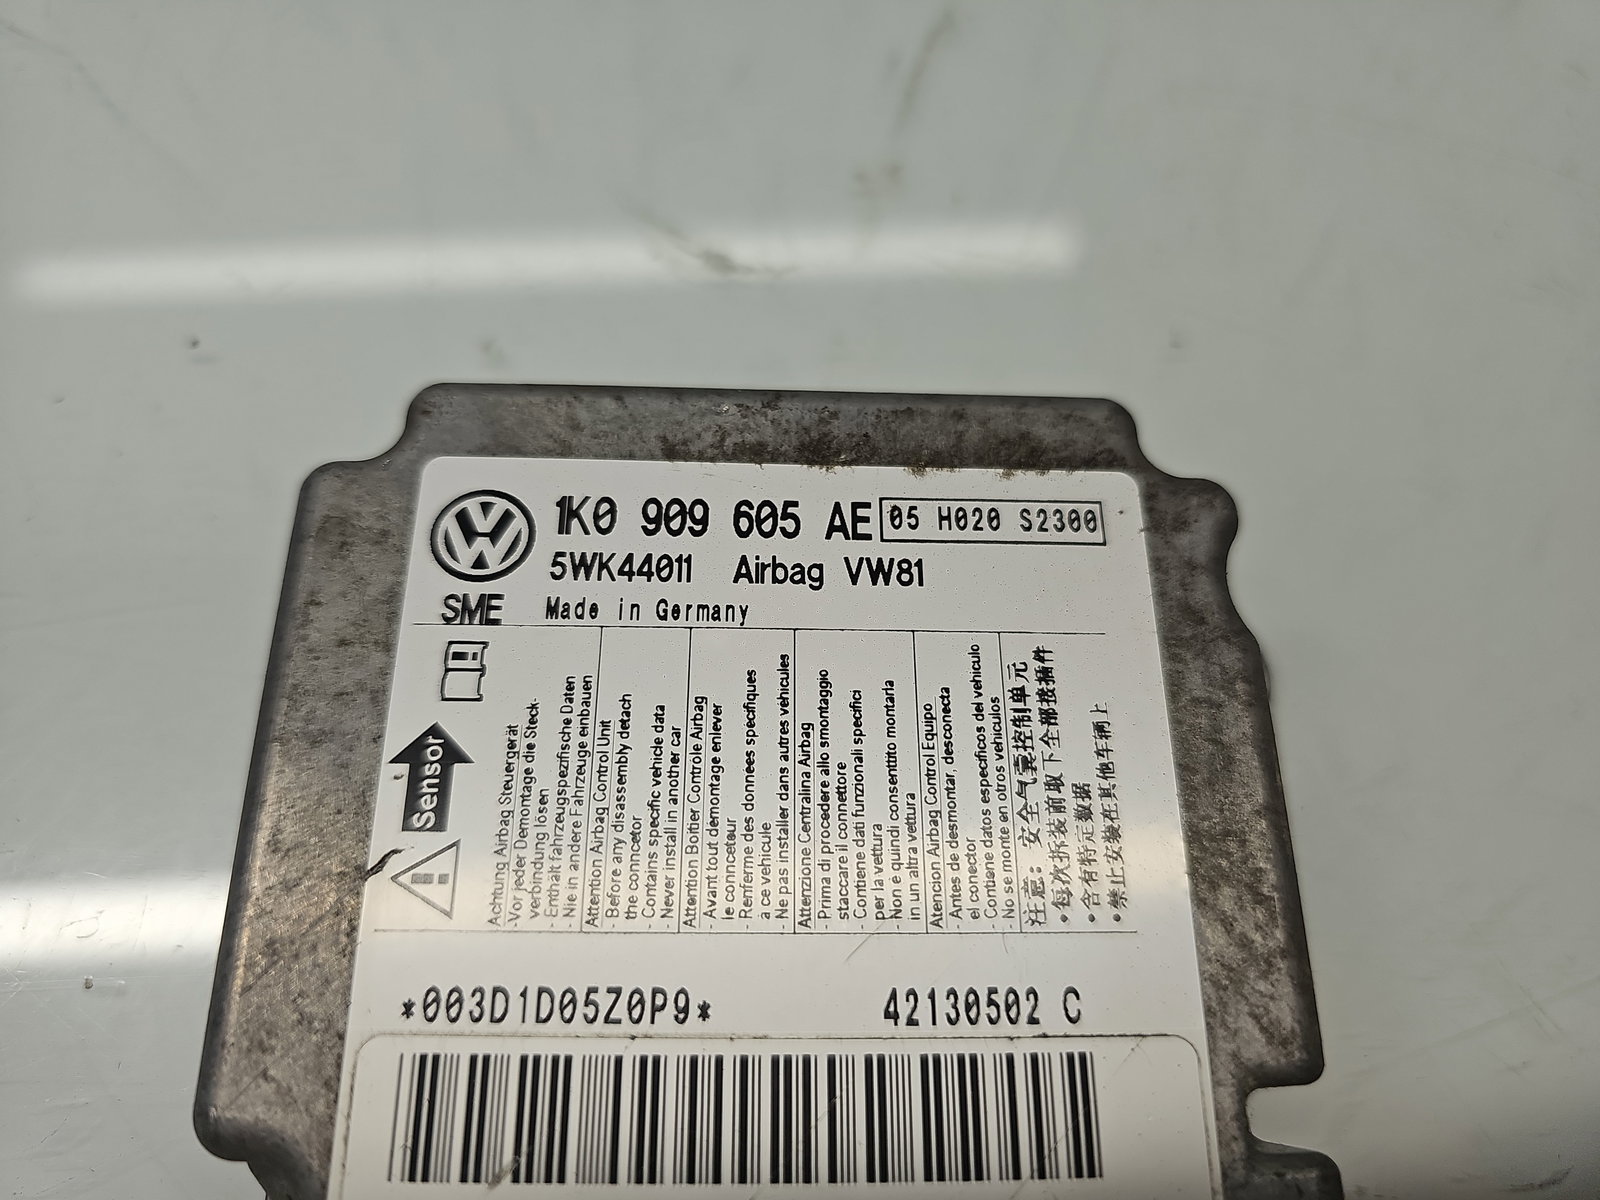 1K0 909 605 AE 05 H020 S2300
5WK44011 Airbag VW81
SME Made in Germany
Sensor
Achtung Airbag Steuergerät
- Vor jeder Demontage die Steck-
verbindung lösen
- Enthält fahrzeugspezifische Daten
- Nie in andere Fahrzeuge einbauen
Attention Airbag Control Unit
- Before any disassembly detach
the conncetor
- Contains specific vehicle data
- Never install in another car
Attention Boitier Contrôle Airbag
- Avant tout demontage enlever
le connceteur
- Renferme des donnees specifiques
à ce vehicule
- Ne pas installer dans autres vehicules
Attenzione Centralina Airbag
- Prima di procedere allo smontaggio
staccare il connettore
- Contiene dati funzionali specifici
per la vettura
- Non e quindi consentitto montarla
in un altra vettura
Atencion Airbag Control Equipo
- Antes de desmontar, desconecta
el conector
- Contiene datos especificos del vehiculo
- No se monte en otros vehiculos
注意：安全气囊控制单元
• 每次拆装前取下全部接插件
• 含有特定数据
• 禁止安装在其他车辆上
*003D1D05Z0P9* 42130502 C